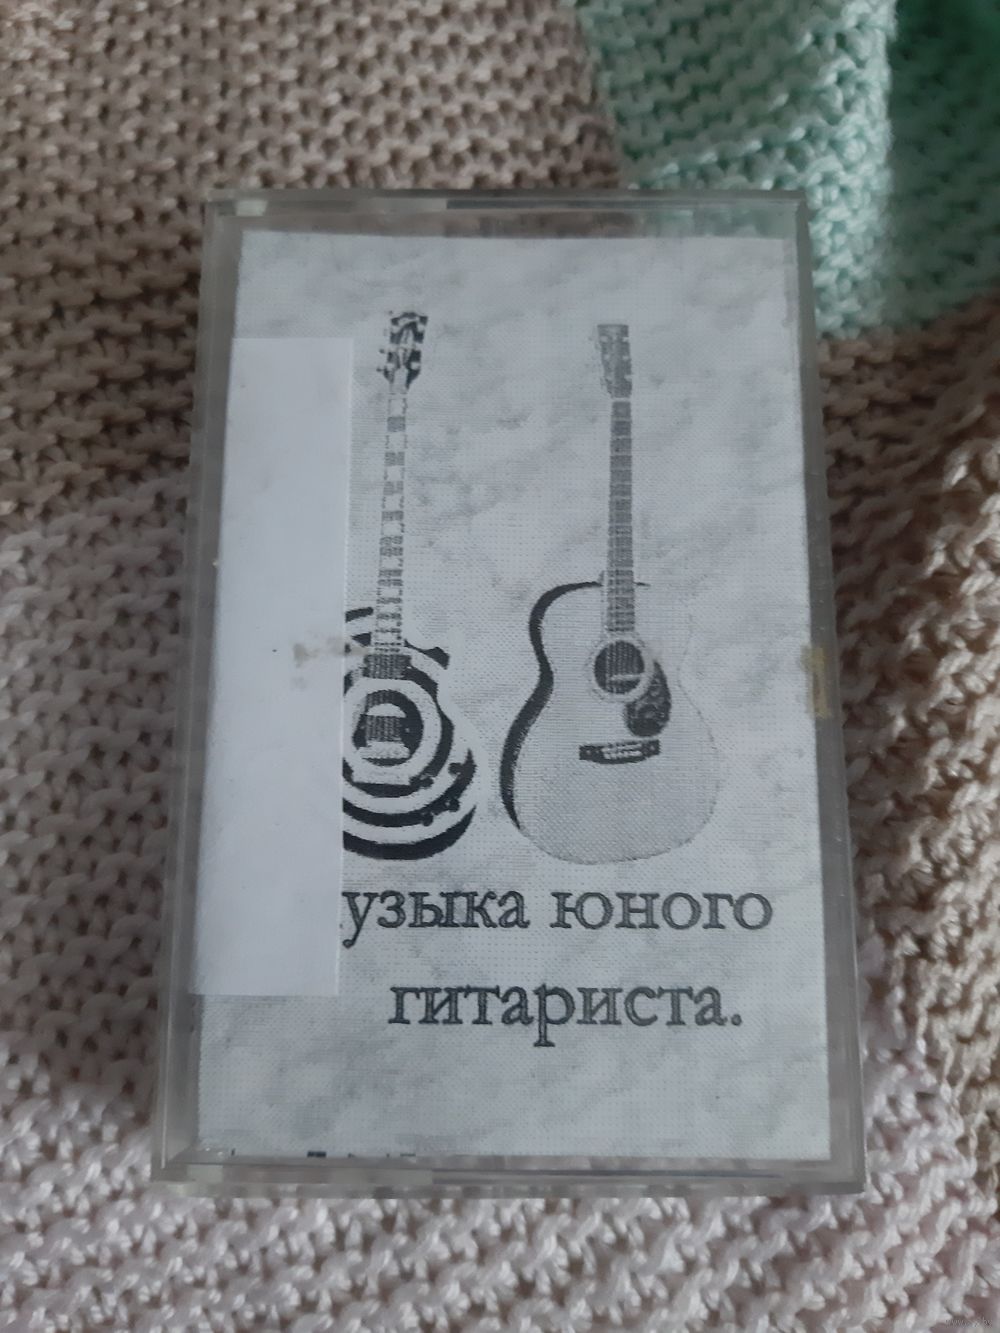 узыка юного
гитариста.